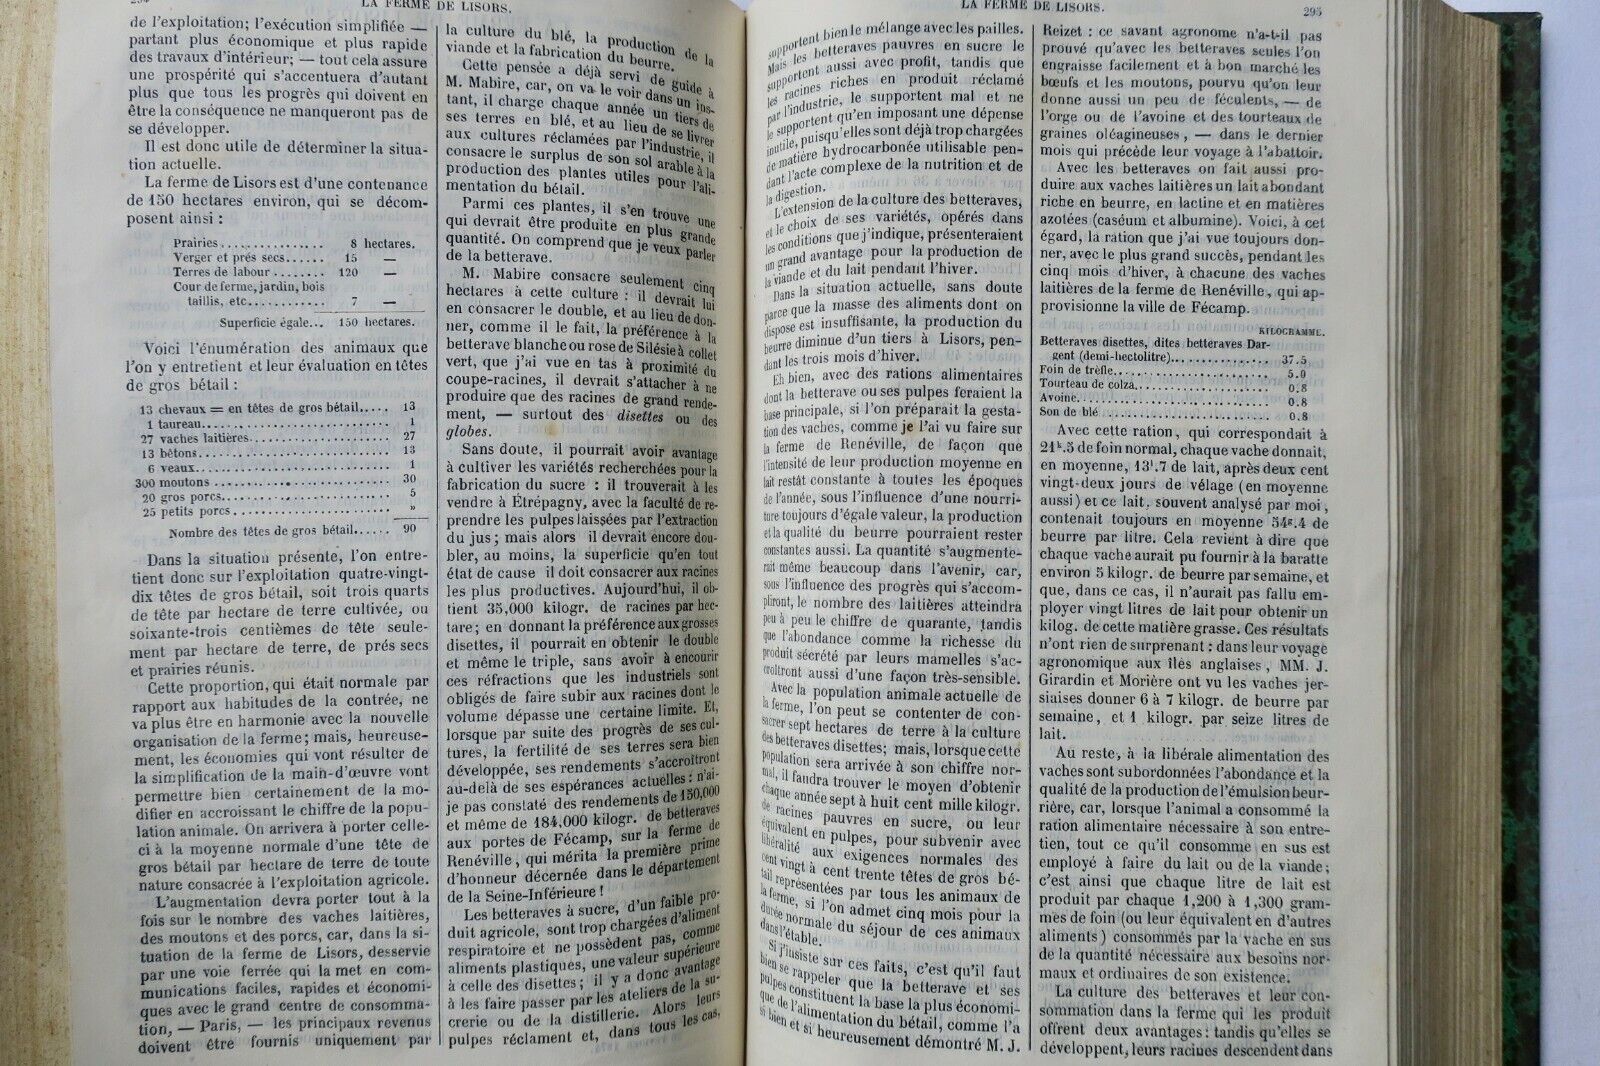 LA FERME DE LISORS.
de l'exploitation; l'exécution simplifiée —
partant plus économique et plus rapide
des travaux d'intérieur; — tout cela assure
une prospérité qui s'accentuera d'autant
plus que tous les progrès qui doivent en
être la conséquence ne manqueront pas de
se développer.
Il est donc utile de déterminer la situa-
tion actuelle.
La ferme de Lisors est d'une contenance
de 150 hectares environ, qui se décom-
posent ainsi :
Prairies............... 8 hectares.
Verger et prés secs...... 15 —
Terres de labour ........ 120 —
Cour de ferme, jardin, bois
taillis, etc............ 7 —
Superficie égale... 150 hectares.
Voici l'énumération des animaux que
l'on y entretient et leur évaluation en têtes
de gros bétail :
13 chevaux = en têtes de gros bétail..... 13
1 taureau............................ 1
27 vaches laitières..................... 27
13 bêtons............................ 13
6 veaux............................. 1
300 moutons ......................... 30
20 gros porcs......................... 5
25 petits porcs....................... »
Nombre des têtes de gros bétail..... 90
Dans la situation présente, l'on entre-
tient donc sur l'exploitation quatre-vingt-
dix têtes de gros bétail, soit trois quarts
de tête par hectare de terre cultivée, ou
soixante-trois centièmes de tête seule-
ment par hectare de terre, de prés secs
et prairies réunis.
Cette proportion, qui était normale par
rapport aux habitudes de la contrée, ne
va plus être en harmonie avec la nouvelle
organisation de la ferme; mais, heureuse-
ment, les économies qui vont résulter de
la simplification de la main-d'œuvre vont
permettre bien certainement de la mo-
difier en accroissant le chiffre de la popu-
lation animale. On arrivera à porter celle-
ci à la moyenne normale d'une tête de
gros bétail par hectare de terre de toute
nature consacrée à l'exploitation agricole.
L'augmentation devra porter tout à la
fois sur le nombre des vaches laitières,
des moutons et des porcs, car, dans la si-
tuation de la ferme de Lisors, desservie
par une voie ferrée qui la met en com-
munications faciles, rapides et économi-
ques avec le grand centre de consomma-
tion, — Paris, — les principaux revenus
doivent être fournis uniquement par
la culture du blé, la production de la
viande et la fabrication du beurre.
Cette pensée a déjà servi de guide à
M. Mabire, car, on va le voir dans un ins-
tant, il charge chaque année un tiers de
ses terres en blé, et au lieu de se livrer
aux cultures réclamées par l'industrie, il
consacre le surplus de son sol arable à la
production des plantes utiles pour l'ali-
mentation du bétail.
Parmi ces plantes, il s'en trouve une
qui devrait être produite en plus grande
quantité. On comprend que je veux parler
de la betterave.
M. Mabire consacre seulement cinq
hectares à cette culture : il devrait lui
en consacrer le double, et au lieu de don-
ner, comme il le fait, la préférence à la
betterave blanche ou rose de Silésie à collet
vert, que j'ai vue en tas à proximité du
coupe-racines, il devrait s'attacher à ne
produire que des racines de grand rende-
ment, — surtout des disettes ou des
globes.
Sans doute, il pourrait avoir avantage
à cultiver les variétés recherchées pour la
fabrication du sucre : il trouverait à les
vendre à Étrépagny, avec la faculté de re-
prendre les pulpes laissées par l'extraction
du jus; mais alors il devrait encore dou-
bler, au moins, la superficie qu'en tout
état de cause il doit consacrer aux racines
les plus productives. Aujourd'hui, il ob-
tient 35,000 kilogr. de racines par hec-
tare; en donnant la préférence aux grosses
disettes, il pourrait en obtenir le double
et même le triple, sans avoir à encourir
ces réfractions que les industriels sont
obligés de faire subir aux racines dont le
volume dépasse une certaine limite. Et,
lorsque par suite des progrès de ses cul-
tures, la fertilité de ses terres sera bien
développée, ses rendements s'accroîtront
au-delà de ses espérances actuelles : n'ai-
je pas constaté des rendements de 150,000
et même de 184,000 kilogr. de betteraves
aux portes de Fécamp, sur la ferme de
Renéville, qui mérita la première prime
d'honneur décernée dans le département
de la Seine-Inférieure !
Les betteraves à sucre, d'un faible pro-
duit agricole, sont trop chargées d'aliment
respiratoire et ne possèdent pas, comme
aliments plastiques, une valeur supérieure
à celle des disettes; il y a donc avantage
à les faire passer par les ateliers de la su-
crerie ou de la distillerie. Alors leurs
pulpes réclament et, dans tous les cas,
LA FERME DE LISORS.
295
supportent bien le mélange avec les pailles.
Mais les betteraves pauvres en sucre le
supportent aussi avec profit, tandis que
les racines riches en produit réclamé
par l'industrie, le supportent mal et ne
le supportent qu'en imposant une dépense
inutile, puisqu'elles sont déjà trop chargées
de matière hydrocarbonée utilisable pen-
dant l'acte complexe de la nutrition et de
la digestion.
L'extension de la culture des betteraves,
et le choix de ses variétés, opérés dans
les conditions que j'indique, présenteraient
un grand avantage pour la production de
la viande et du lait pendant l'hiver.
Dans la situation actuelle, sans doute
parce que la masse des aliments dont on
dispose est insuffisante, la production du
beurre diminue d'un tiers à Lisors, pen-
dant les trois mois d'hiver.
Eh bien, avec des rations alimentaires
dont la betterave ou ses pulpes feraient la
base principale, si l'on préparait la gesta-
tion des vaches, comme je l'ai vu faire sur
la ferme de Renéville, de façon que
l'intensité de leur production moyenne en
lait restât constante à toutes les époques
de l'année, sous l'influence d'une nourri-
ture toujours d'égale valeur, la production
et la qualité du beurre pourraient rester
constantes aussi. La quantité s'augmente-
rait même beaucoup dans l'avenir, car,
sous l'influence des progrès qui s'accom-
pliront, le nombre des laitières atteindra
peu à peu le chiffre de quarante, tandis
que l'abondance comme la richesse du
produit sécrété par leurs mamelles s'ac-
croîtront aussi d'une façon très-sensible.
Avec la population animale actuelle de
la ferme, l'on peut se contenter de con-
sacrer sept hectares de terre à la culture
des betteraves disettes; mais, lorsque cette
population sera arrivée à son chiffre nor-
mal, il faudra trouver le moyen d'obtenir
chaque année sept à huit cent mille kilogr.
de racines pauvres en sucre, ou leur
équivalent en pulpes, pour subvenir avec
libéralité aux exigences normales des
cent vingt à cent trente têtes de gros bé-
tail représentées par tous les animaux de
la ferme, si l'on admet cinq mois pour la
durée normale du séjour de ces animaux
dans l'étable.
Si j'insiste sur ces faits, c'est qu'il faut
bien se rappeler que la betterave et ses
pulpes constituent la base la plus économi-
que de l'alimentation du bétail, comme l'a
si bien et si heureusement démontré M. J.
Reizet : ce savant agronome n'a-t-il pas
prouvé qu'avec les betteraves seules l'on
engraisse facilement et à bon marché les
bœufs et les moutons, pourvu qu'on leur
donne aussi un peu de féculents, — de
l'orge ou de l'avoine et des tourteaux de
graines oléagineuses, — dans le dernier
mois qui précède leur voyage à l'abattoir.
Avec les betteraves on fait aussi pro-
duire aux vaches laitières un lait abondant
riche en beurre, en lactine et en matières
azotées (caséum et albumine). Voici, à cet
égard, la ration que j'ai vue toujours don-
ner, avec le plus grand succès, pendant les
cinq mois d'hiver, à chacune des vaches
laitières de la ferme de Renéville, qui ap-
provisionne la ville de Fécamp.
KILOGRAMME.
Betteraves disettes, dites betteraves Dar-
gent (demi-hectolitre)............... 37.5
Foin de trèfle....................... 5.0
Tourteau de colza.................... 0.8
Avoine............................. 0.8
Son de blé ......................... 0.8
Avec cette ration, qui correspondait à
21k.5 de foin normal, chaque vache donnait,
en moyenne, 13l.7 de lait, après deux cent
vingt-deux jours de vêlage (en moyenne
aussi) et ce lait, souvent analysé par moi,
contenait toujours en moyenne 54g.4 de
beurre par litre. Cela revient à dire que
chaque vache aurait pu fournir à la baratte
environ 5 kilogr. de beurre par semaine, et
que, dans ce cas, il n'aurait pas fallu em-
ployer vingt litres de lait pour obtenir un
kilog. de cette matière grasse. Ces résultats
n'ont rien de surprenant : dans leur voyage
agronomique aux îles anglaises, MM. J.
Girardin et Morière ont vu les vaches jer-
siaises donner 6 à 7 kilogr. de beurre par
semaine, et 1 kilogr. par seize litres de
lait.
Au reste, à la libérale alimentation des
vaches sont subordonnées l'abondance et la
qualité de la production de l'émulsion beur-
rière, car, lorsque l'animal a consommé la
ration alimentaire nécessaire à son entre-
tien, tout ce qu'il consomme en sus est
employé à faire du lait ou de la viande;
c'est ainsi que chaque litre de lait est
produit par chaque 1,200 à 1,300 gram-
mes de foin (ou leur équivalent en d'autres
aliments) consommés par la vache en sus
de la quantité nécessaire aux besoins nor-
maux et ordinaires de son existence.
La culture des betteraves et leur con-
sommation dans la ferme qui les produit
offrent deux avantages : tandis qu'elles se
développent, leurs racines descendent dans